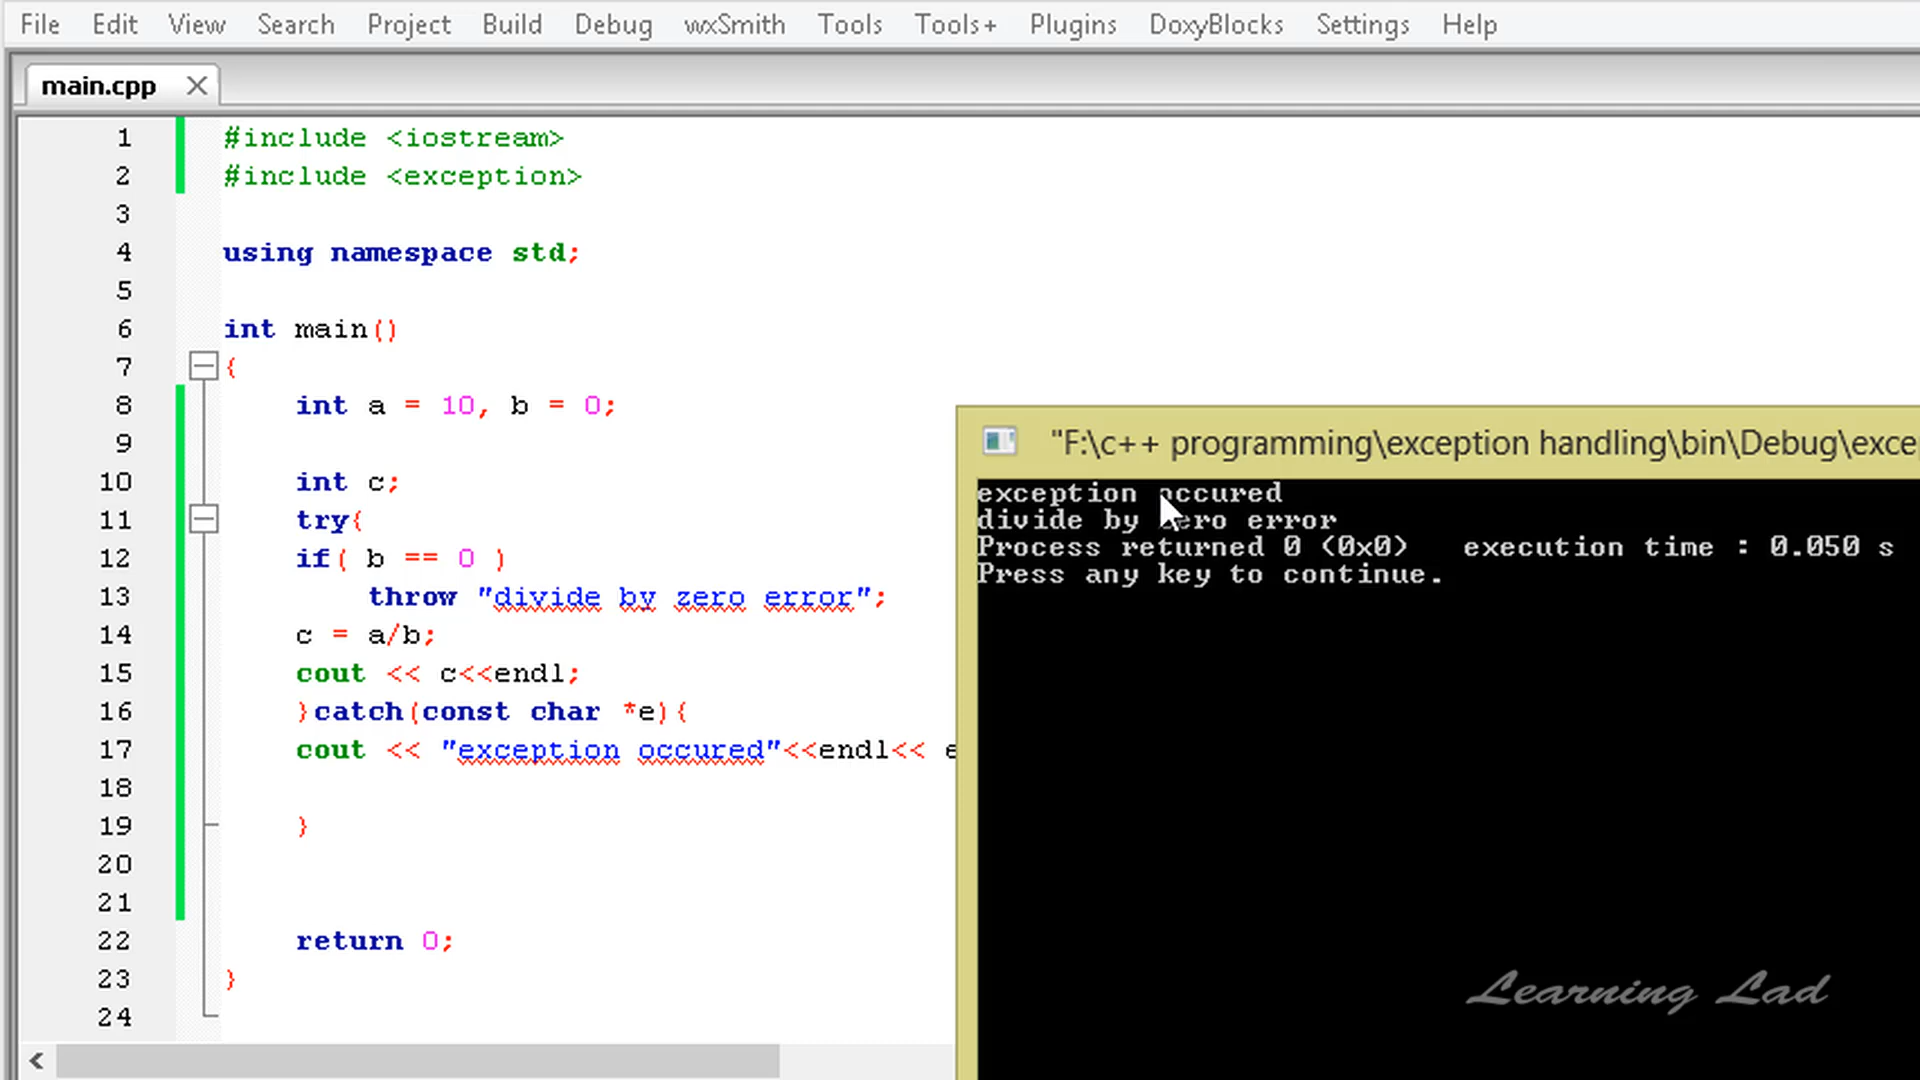 File Edit View Search Project Build Debug wxSmith Tools Tools+ Plugins DoxyBlocks Settings Help
main.cpp
1 #include <iostream>
2 #include <exception>
3
4 using namespace std;
5
6 int main()
7 {
8 int a = 10, b = 0;
9
10 int c;
11 try{
12 if( b == 0 )
13 throw "divide by zero error";
14 c = a/b;
15 cout << c<<endl;
16 }catch(const char *e){
17 cout << "exception occured"<<endl<< e
18
19 }
20
21
22 return 0;
23 }
24
"F:\c++ programming\exception handling\bin\Debug\exce
exception occured
divide by zero error
Process returned 0 (0x0) execution time : 0.050 s
Press any key to continue.
Learning Lad